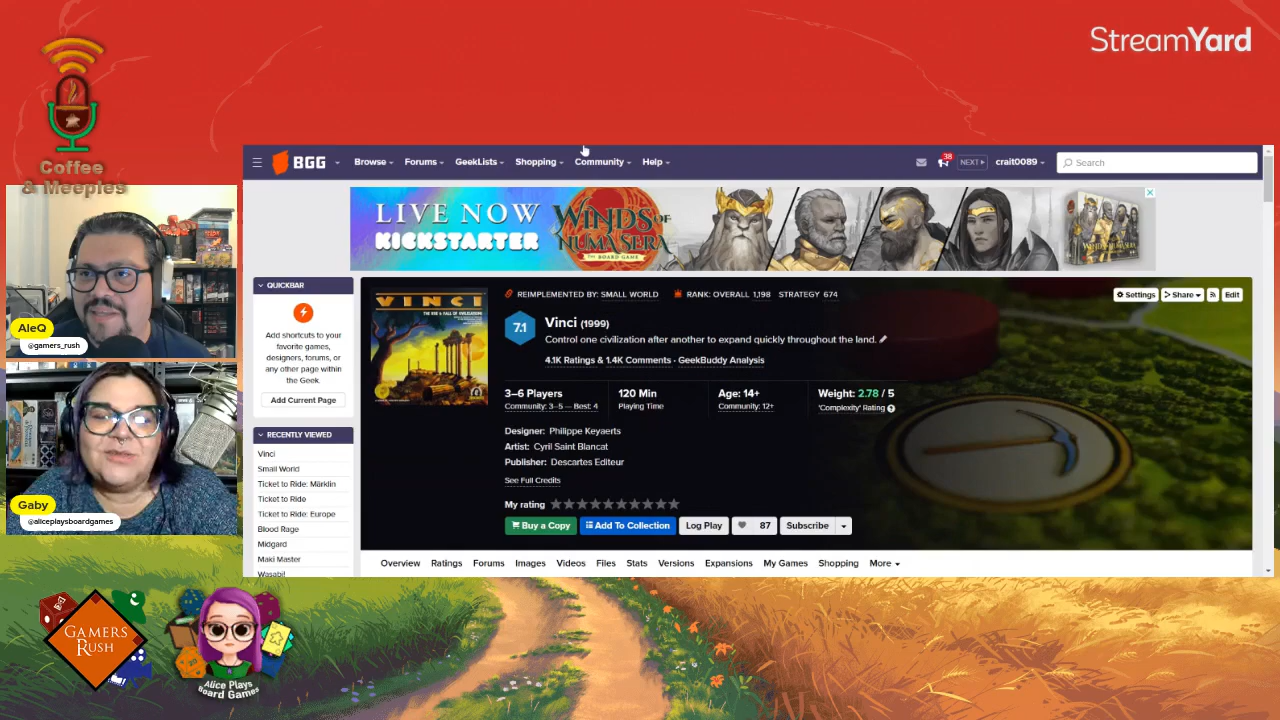 StreamYard
Coffee
& Meeples
BGG
Browse
Forums
GeekLists
Shopping
Community
Help
38
NEXT
crait0089
Search
LIVE NOW
KICKSTARTER
WINDS OF
NUMA SERA
THE BOARD GAME
QUICKBAR
Add shortcuts to your
favorite games,
designers, forums, or
any other page within
the Geek.
Add Current Page
RECENTLY VIEWED
Vinci
Small World
Ticket to Ride: Märklin
Ticket to Ride
Ticket to Ride: Europe
Blood Rage
Midgard
Maki Master
Wasabi!
VINCI
REIMPLEMENTED BY: SMALL WORLD
RANK: OVERALL 1,198 STRATEGY 674
Settings
Share
Edit
7.1
Vinci (1999)
Control one civilization after another to expand quickly throughout the land.
4.1K Ratings & 1.4K Comments · GeekBuddy Analysis
3–6 Players
Community: 3–5 — Best: 4
120 Min
Playing Time
Age: 14+
Community: 12+
Weight: 2.78 / 5
'Complexity' Rating
Designer: Philippe Keyaerts
Artist: Cyril Saint Blancat
Publisher: Descartes Editeur
See Full Credits
My rating
Buy a Copy
Add To Collection
Log Play
87
Subscribe
Overview
Ratings
Forums
Images
Videos
Files
Stats
Versions
Expansions
My Games
Shopping
More
AleQ
@gamers_rush
Gaby
@aliceplaysboardgames
GAMERS
RUSH
Alice Plays
Board Games